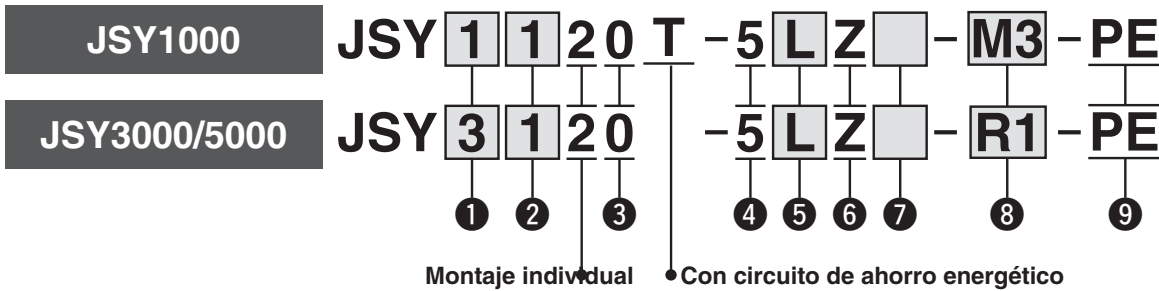 JSY1000 JSY 1 1 2 0 T - 5 L Z - M3 - PE
JSY3000/5000 JSY 3 1 2 0 - 5 L Z - R1 - PE
❶ ❷ ❸ ❹ ❺ ❻ ❼ ❽ ❾
Montaje individual ● Con circuito de ahorro energético